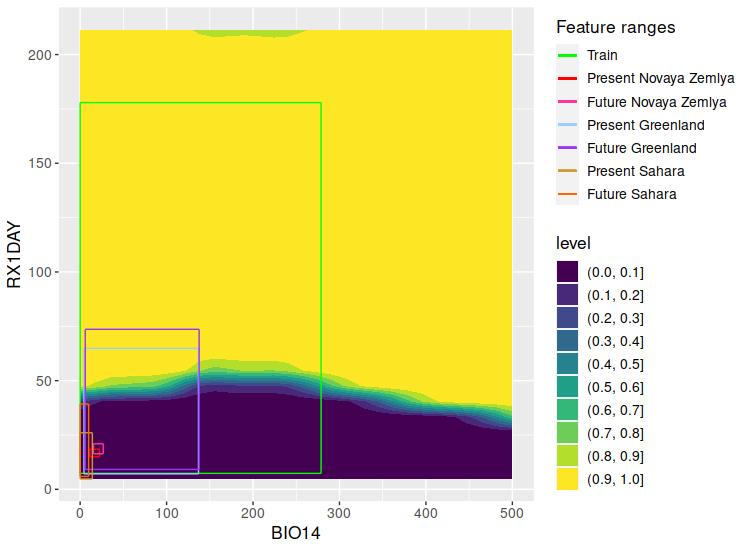 RX1DAY
200
150
100
50
0
0
100
200
300
400
500
BIO14
Feature ranges
Train
Present Novaya Zemlya
Future Novaya Zemlya
Present Greenland
Future Greenland
Present Sahara
Future Sahara
level
(0.0, 0.1]
(0.1, 0.2]
(0.2, 0.3]
(0.3, 0.4]
(0.4, 0.5]
(0.5, 0.6]
(0.6, 0.7]
(0.7, 0.8]
(0.8, 0.9]
(0.9, 1.0]